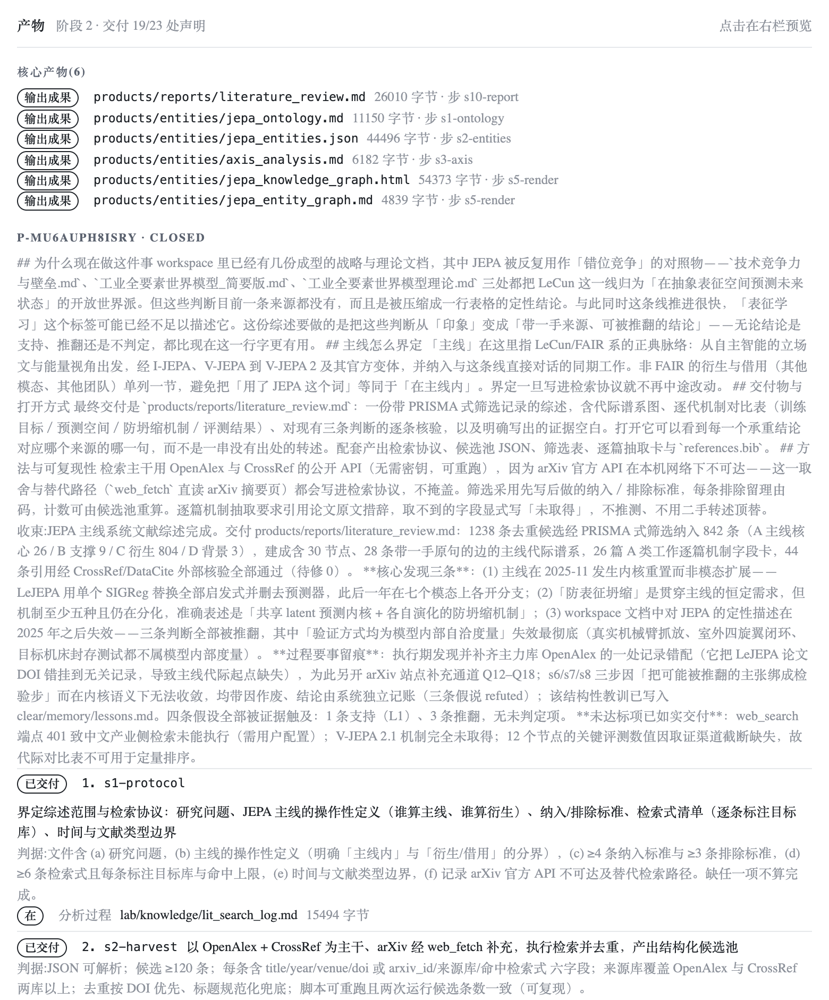 产物 阶段 2 · 交付 19/23 处声明 点击在右栏预览
核心产物(6)
输出成果 products/reports/literature_review.md 26010 字节 · 步 s10-report
输出成果 products/entities/jepa_ontology.md 11150 字节 · 步 s1-ontology
输出成果 products/entities/jepa_entities.json 44496 字节 · 步 s2-entities
输出成果 products/entities/axis_analysis.md 6182 字节 · 步 s3-axis
输出成果 products/entities/jepa_knowledge_graph.html 54373 字节 · 步 s5-render
输出成果 products/entities/jepa_entity_graph.md 4839 字节 · 步 s5-render
P-MU6AUPH8ISRY · CLOSED
## 为什么现在做这件事 workspace 里已经有几份成型的战略与理论文档，其中 JEPA 被反复用作「错位竞争」的对照物——`技术竞争力
与壁垒.md`、`工业全要素世界模型_简要版.md`、`工业全要素世界模型理论.md` 三处都把 LeCun 这一线归为「在抽象表征空间预测未来
状态」的开放世界派。但这些判断目前一条来源都没有，而且是被压缩成一行表格的定性结论。与此同时这条线推进很快，「表征学
习」这个标签可能已经不足以描述它。这份综述要做的是把这些判断从「印象」变成「带一手来源、可被推翻的结论」——无论结论是
支持、推翻还是不判定，都比现在这一行字更有用。 ## 主线怎么界定 「主线」在这里指 LeCun/FAIR 系的正典脉络：从自主智能的立场
文与能量视角出发，经 I-JEPA、V-JEPA 到 V-JEPA 2 及其官方变体，并纳入与这条线直接对话的同期工作。非 FAIR 的衍生与借用（其他
模态、其他团队）单列一节，避免把「用了 JEPA 这个词」等同于「在主线内」。界定一旦写进检索协议就不再中途改动。 ## 交付物与
打开方式 最终交付是 `products/reports/literature_review.md`：一份带 PRISMA 式筛选记录的综述，含代际谱系图、逐代机制对比表（训练
目标 / 预测空间 / 防坍缩机制 / 评测结果）、对现有三条判断的逐条核验，以及明确写出的证据空白。打开它可以看到每一个承重结论
对应哪个来源的哪一句，而不是一串没有出处的转述。配套产出检索协议、候选池 JSON、筛选表、逐篇抽取卡与 `references.bib`。 ## 方
法与可复现性 检索主干用 OpenAlex 与 CrossRef 的公开 API（无需密钥，可重跑），因为 arXiv 官方 API 在本机网络下不可达——这一取
舍与替代路径（`web_fetch` 直读 arXiv 摘要页）都会写进检索协议，不掩盖。筛选采用先写后做的纳入 / 排除标准，每条排除留理由
码，计数可由候选池重算。逐篇机制抽取要求引用论文原文措辞，取不到的字段显式写「未取得」，不推测、不用二手转述顶替。
收束:JEPA 主线系统文献综述完成。交付 products/reports/literature_review.md：1238 条去重候选经 PRISMA 式筛选纳入 842 条（A 主线核
心 26 / B 支撑 9 / C 衍生 804 / D 背景 3），建成含 30 节点、28 条带一手原句的边的主线代际谱系，26 篇 A 类工作逐篇机制字段卡，44
条引用经 CrossRef/DataCite 外部核验全部通过（待修 0）。 **核心发现三条**：(1) 主线在 2025-11 发生内核重置而非模态扩展——
LeJEPA 用单个 SIGReg 替换全部启发式并删去预测器，此后一年在七个模态上各开分支；(2)「防表征坍缩」是贯穿主线的恒定需求，但
机制至少五种且仍在分化，准确表述是「共享 latent 预测内核 + 各自演化的防坍缩机制」；(3) workspace 文档中对 JEPA 的定性描述在
2025 年之后失效——三条判断全部被推翻，其中「验证方式均为模型内部自洽度量」失效最彻底（真实机械臂抓放、室外四旋翼闭环、
目标机床封存测试都不属模型内部度量）。 **过程要事留痕**：执行期发现并补齐主力库 OpenAlex 的一处记录错配（它把 LeJEPA 论文
DOI 错挂到无关记录，导致主线代际起点缺失），为此另开 arXiv 站点补充通道 Q12–Q18；s6/s7/s8 三步因「把可能被推翻的主张绑成检
验步」而在内核语义下无法收敛，均带因作废、结论由系统独立记账（三条假说 refuted）；该结构性教训已写入
clear/memory/lessons.md。四条假设全部被证据触及：1 条支持（L1）、3 条推翻，无未判定项。 **未达标项已如实交付**：web_search
端点 401 致中文产业侧检索未能执行（需用户配置）；V-JEPA 2.1 机制完全未取得；12 个节点的关键评测数值因取证渠道截断缺失，故
代际对比表不可用于定量排序。
已交付 1. s1-protocol
界定综述范围与检索协议：研究问题、JEPA 主线的操作性定义（谁算主线、谁算衍生）、纳入/排除标准、检索式清单（逐条标注目标
库）、时间与文献类型边界
判据:文件含 (a) 研究问题，(b) 主线的操作性定义（明确「主线内」与「衍生/借用」的分界），(c) ≥4 条纳入标准与 ≥3 条排除标准，(d)
≥6 条检索式且每条标注目标库与命中上限，(e) 时间与文献类型边界，(f) 记录 arXiv 官方 API 不可达及替代检索路径。缺任一项不算完
成。
在 分析过程 lab/knowledge/lit_search_log.md 15494 字节
已交付 2. s2-harvest 以 OpenAlex + CrossRef 为主干、arXiv 经 web_fetch 补充，执行检索并去重，产出结构化候选池
判据:JSON 可解析；候选 ≥120 条；每条含 title/year/venue/doi 或 arxiv_id/来源库/命中检索式 六字段；来源库覆盖 OpenAlex 与 CrossRef
两库以上；去重按 DOI 优先、标题规范化兜底；脚本可重跑且两次运行候选条数一致（可复现）。